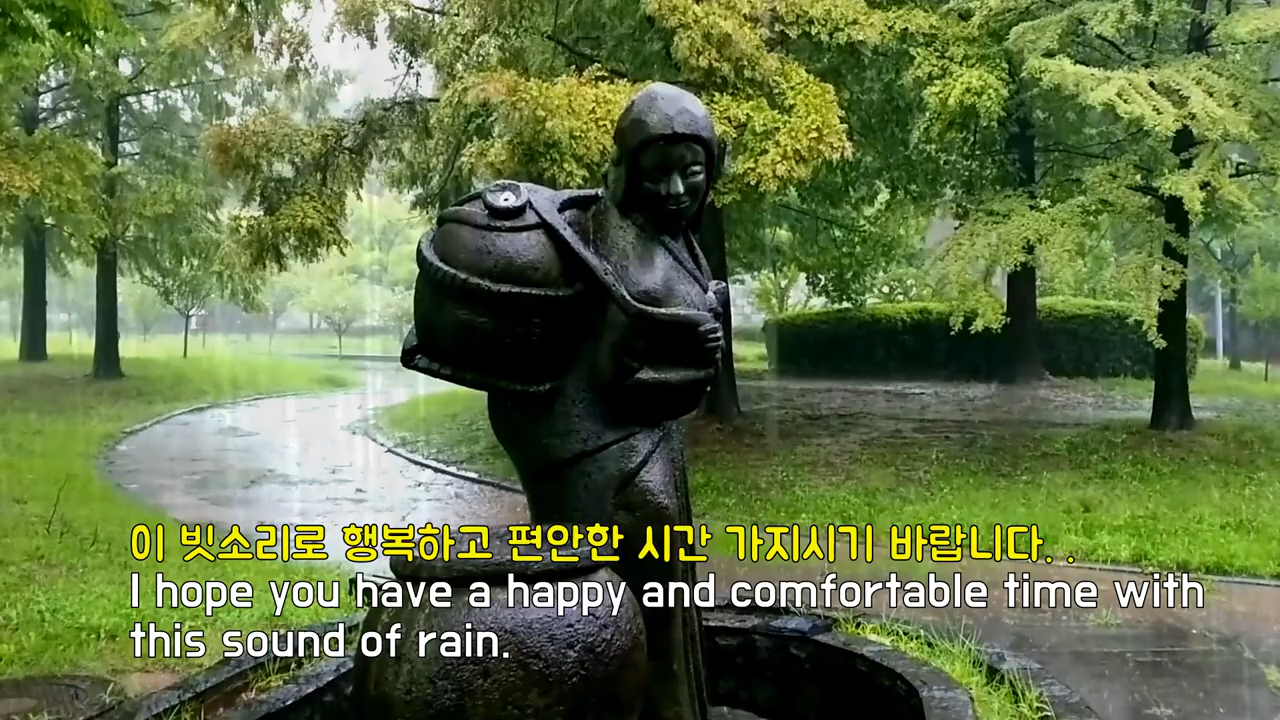 이 빗소리로 행복하고 편안한 시간 가지시기 바랍니다. .
I hope you have a happy and comfortable time with
this sound of rain.